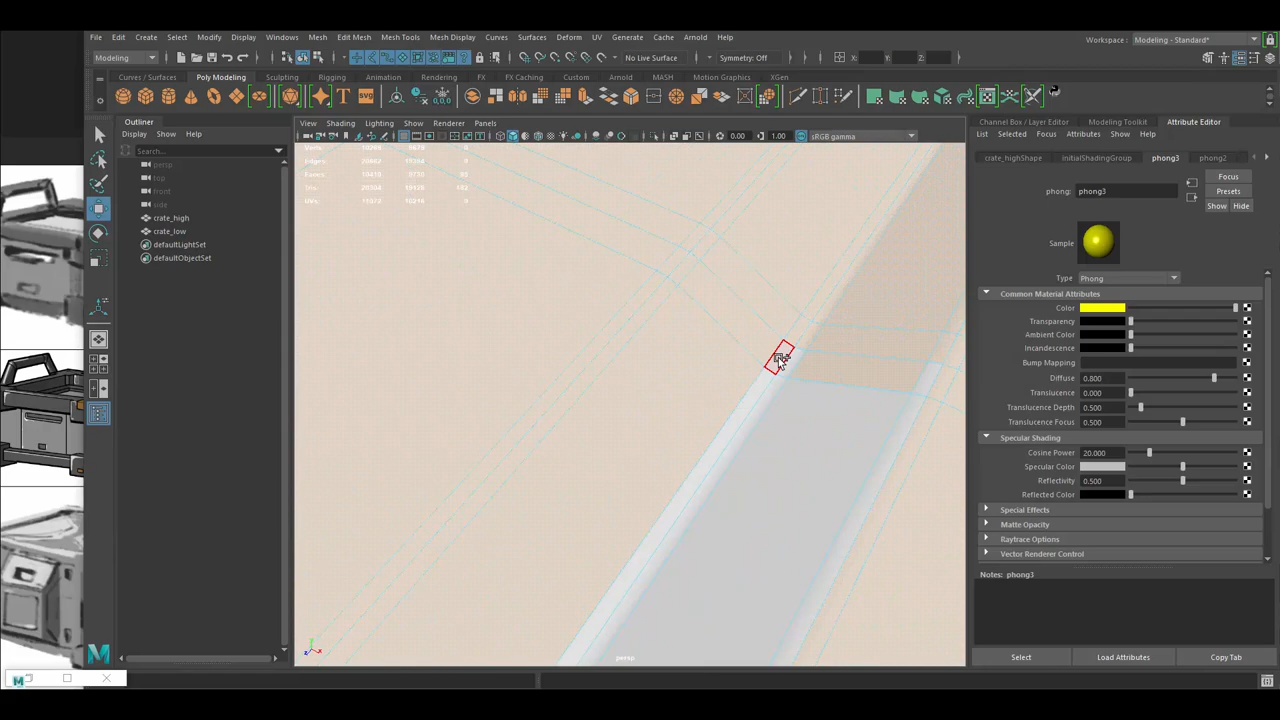 File Edit Create Select Modify Display Windows Mesh Edit Mesh Mesh Tools Mesh Display Curves Surfaces Deform UV Generate Cache Arnold Help
Workspace : Modeling - Standard*
Modeling
No Live Surface
Symmetry: Off
X: Y: Z:
Curves / Surfaces Poly Modeling Sculpting Rigging Animation Rendering FX FX Caching Custom Arnold MASH Motion Graphics XGen
SVG
Outliner
Display Show Help
Search...
persp
top
front
side
crate_high
crate_low
defaultLightSet
defaultObjectSet
View Shading Lighting Show Renderer Panels
0.00 1.00 sRGB gamma
persp
Channel Box / Layer Editor Modeling Toolkit Attribute Editor
List Selected Focus Attributes Show Help
crate_highShape initialShadingGroup phong3 phong2
Focus
phong: phong3
Presets
Show Hide
Sample
Type Phong
Common Material Attributes
Color
Transparency
Ambient Color
Incandescence
Bump Mapping
Diffuse 0.800
Translucence 0.000
Translucence Depth 0.500
Translucence Focus 0.500
Specular Shading
Cosine Power 20.000
Specular Color
Reflectivity 0.500
Reflected Color
Special Effects
Matte Opacity
Raytrace Options
Vector Renderer Control
Notes: phong3
Select Load Attributes Copy Tab